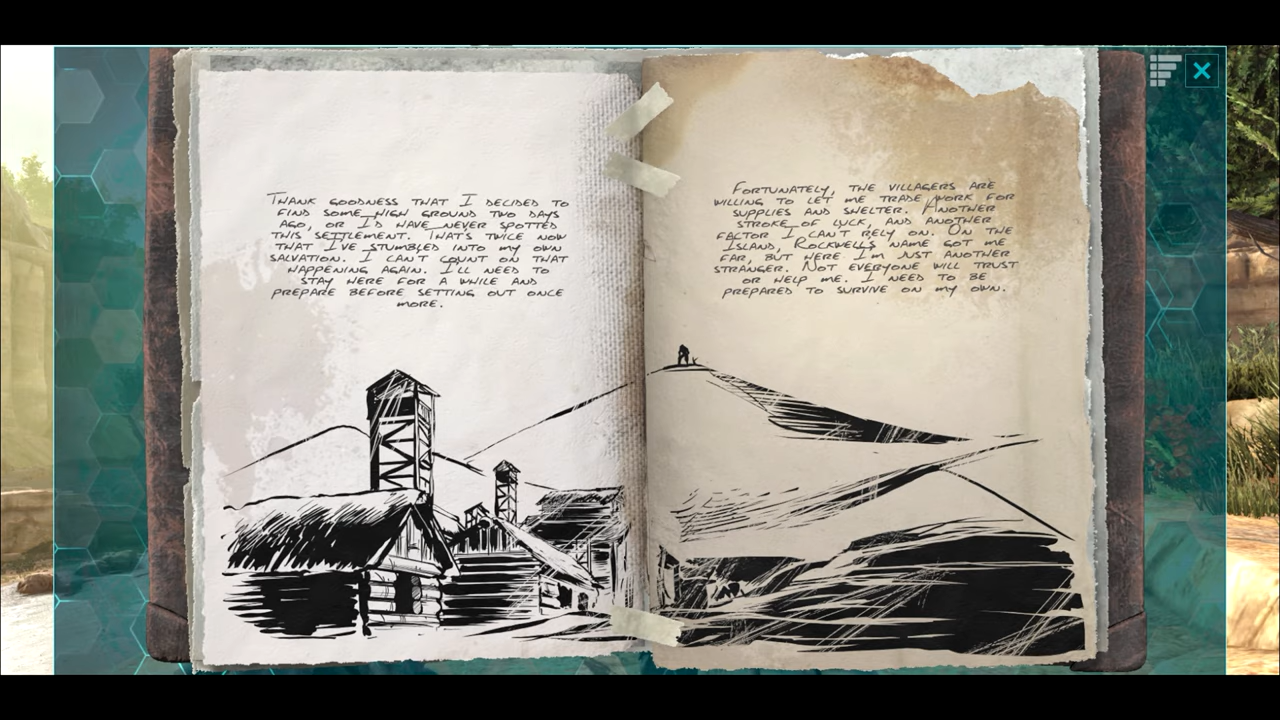 THANK GOODNESS THAT I DECIDED TO
FIND SOME HIGH GROUND TWO DAYS
AGO, OR I'D HAVE NEVER SPOTTED
THIS SETTLEMENT. THAT'S TWICE NOW
THAT I'VE STUMBLED INTO MY OWN
SALVATION. I CAN'T COUNT ON THAT
HAPPENING AGAIN. I'LL NEED TO
STAY HERE FOR A WHILE AND
PREPARE BEFORE SETTING OUT ONCE
MORE.
FORTUNATELY, THE VILLAGERS ARE
WILLING TO LET ME TRADE WORK FOR
SUPPLIES AND SHELTER. ANOTHER
STROKE OF LUCK AND ANOTHER
FACTOR I CAN'T RELY ON. ON THE
ISLAND, ROCKWELL'S NAME GOT ME
FAR, BUT HERE I'M JUST ANOTHER
STRANGER. NOT EVERYONE WILL TRUST
OR HELP ME. I NEED TO BE
PREPARED TO SURVIVE ON MY OWN.